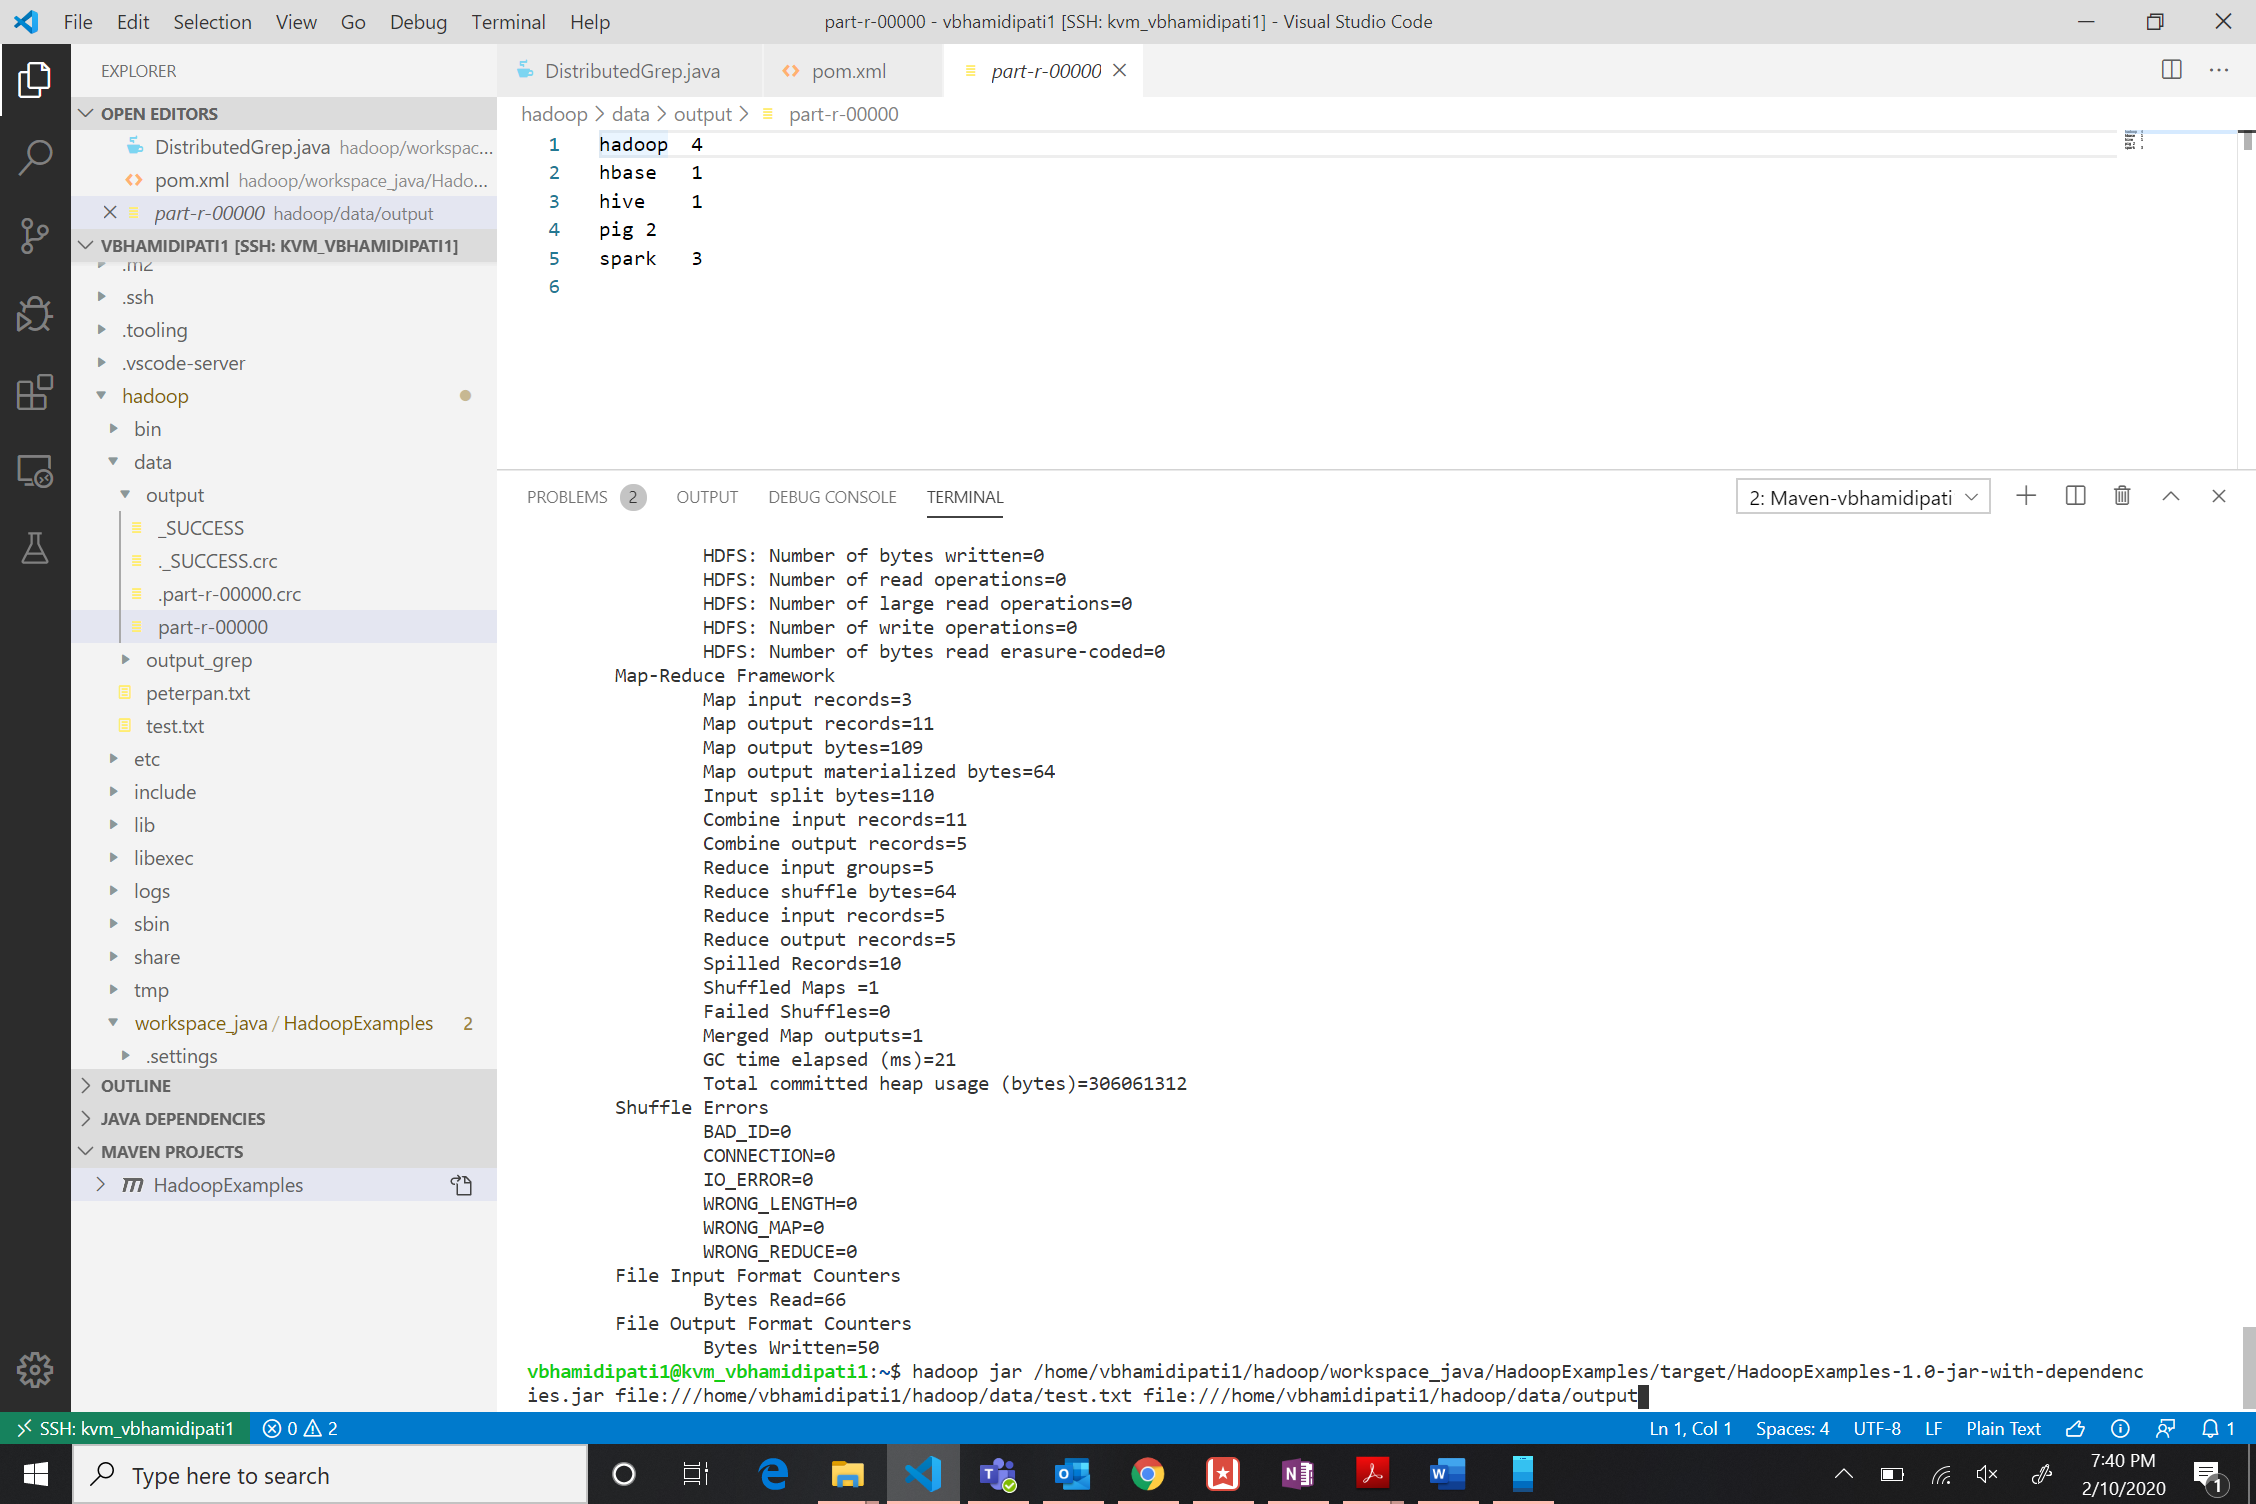 File Edit Selection View Go Debug Terminal Help part-r-00000 - vbhamidipati1 [SSH: kvm_vbhamidipati1] - Visual Studio Code
EXPLORER
OPEN EDITORS
DistributedGrep.java hadoop/workspac...
pom.xml hadoop/workspace_java/Hado...
part-r-00000 hadoop/data/output
VBHAMIDIPATI1 [SSH: KVM_VBHAMIDIPATI1]
.m2
.ssh
.tooling
.vscode-server
hadoop
bin
data
output
_SUCCESS
._SUCCESS.crc
.part-r-00000.crc
part-r-00000
output_grep
peterpan.txt
test.txt
etc
include
lib
libexec
logs
sbin
share
tmp
workspace_java / HadoopExamples 2
.settings
OUTLINE
JAVA DEPENDENCIES
MAVEN PROJECTS
m HadoopExamples
DistributedGrep.java pom.xml part-r-00000
hadoop > data > output > part-r-00000
1 hadoop 4
2 hbase 1
3 hive 1
4 pig 2
5 spark 3
6
PROBLEMS 2 OUTPUT DEBUG CONSOLE TERMINAL 2: Maven-vbhamidipati
HDFS: Number of bytes written=0
HDFS: Number of read operations=0
HDFS: Number of large read operations=0
HDFS: Number of write operations=0
HDFS: Number of bytes read erasure-coded=0
Map-Reduce Framework
Map input records=3
Map output records=11
Map output bytes=109
Map output materialized bytes=64
Input split bytes=110
Combine input records=11
Combine output records=5
Reduce input groups=5
Reduce shuffle bytes=64
Reduce input records=5
Reduce output records=5
Spilled Records=10
Shuffled Maps =1
Failed Shuffles=0
Merged Map outputs=1
GC time elapsed (ms)=21
Total committed heap usage (bytes)=306061312
Shuffle Errors
BAD_ID=0
CONNECTION=0
IO_ERROR=0
WRONG_LENGTH=0
WRONG_MAP=0
WRONG_REDUCE=0
File Input Format Counters
Bytes Read=66
File Output Format Counters
Bytes Written=50
vbhamidipati1@kvm_vbhamidipati1:~$ hadoop jar /home/vbhamidipati1/hadoop/workspace_java/HadoopExamples/target/HadoopExamples-1.0-jar-with-dependenc
ies.jar file:///home/vbhamidipati1/hadoop/data/test.txt file:///home/vbhamidipati1/hadoop/data/output
SSH: kvm_vbhamidipati1 0 2 Ln 1, Col 1 Spaces: 4 UTF-8 LF Plain Text 1
Type here to search
7:40 PM
2/10/2020
1